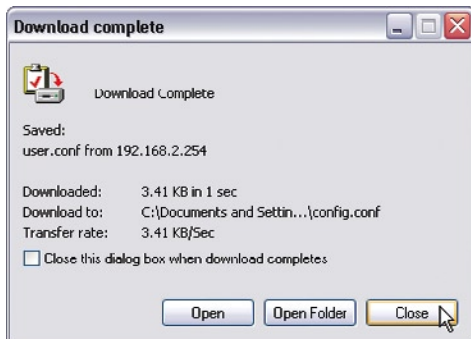 Download complete
Download Complete
Saved:
user.conf from 192.168.2.254
Downloaded: 3.41 KB in 1 sec
Download to: C:\Documents and Settin...\config.conf
Transfer rate: 3.41 KB/Sec
Close this dialog box when download completes
Open Open Folder Close